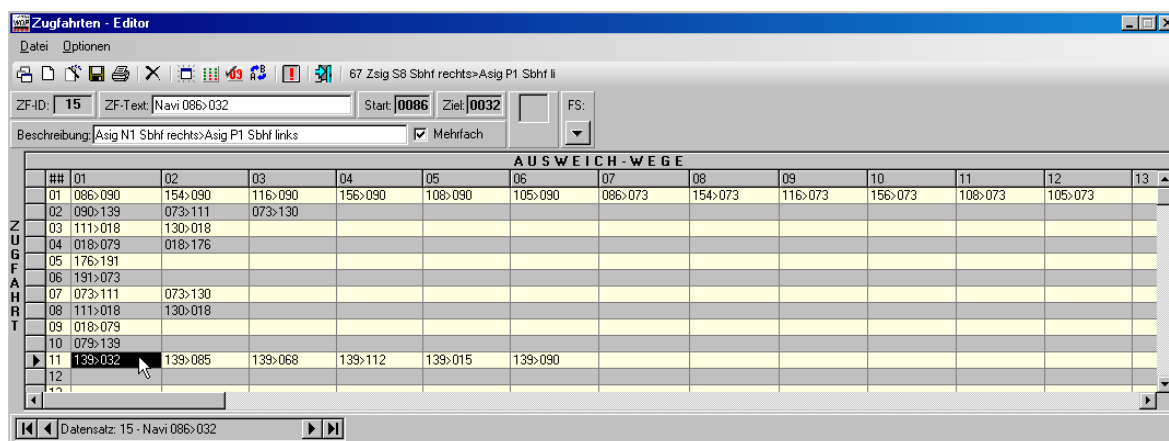 Zugfahrten - Editor
Datei Optionen
67 Zsig S8 Sbhf rechts>Asig P1 Sbhf li
ZF-ID: 15 ZF-Text: Navi 086>032 Start: 0086 Ziel: 0032 FS:
Beschreibung: Asig N1 Sbhf rechts>Asig P1 Sbhf links Mehrfach
AUSWEICH-WEGE
## 01 02 03 04 05 06 07 08 09 10 11 12 13
01 086>090 154>090 116>090 156>090 108>090 105>090 086>073 154>073 116>073 156>073 108>073 105>073
02 090>139 073>111 073>130
03 111>018 130>018
04 018>079 018>176
05 176>191
06 191>073
07 073>111 073>130
08 111>018 130>018
09 018>079
10 079>139
11 139>032 139>085 139>068 139>112 139>015 139>090
12
ZUGFAHRT
Datensatz: 15 - Navi 086>032